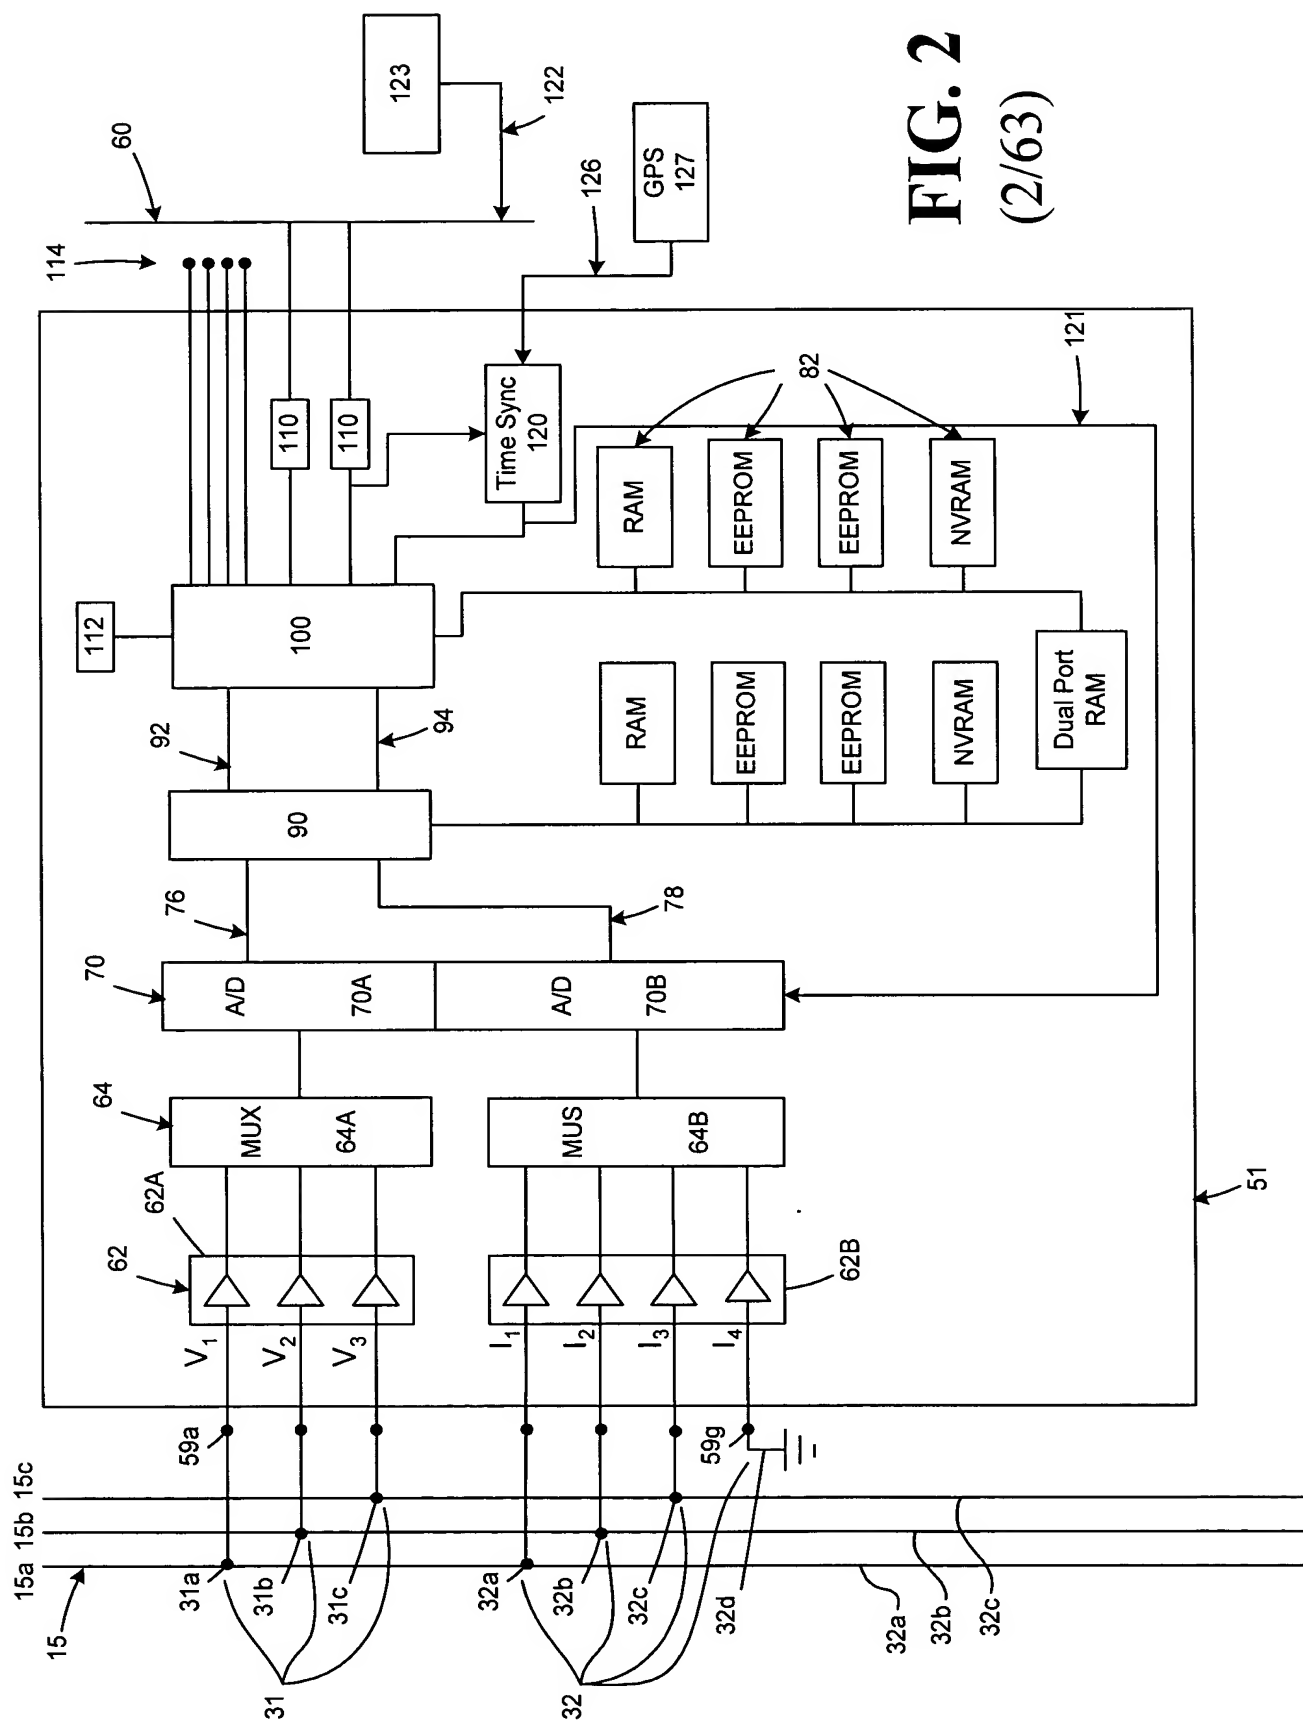 15
15a 15b 15c
31
31a
31b
31c
32
32a
32b
32c
32d
32a
32b
32c
59a
59g
V1
V2
V3
I1
I2
I3
I4
62
62A
62B
64
MUX
64A
MUS
64B
70
A/D
70A
A/D
70B
76
78
90
92
94
100
112
110
110
114
60
123
122
126
GPS
127
Time Sync
120
121
82
RAM
EEPROM
EEPROM
NVRAM
RAM
EEPROM
EEPROM
NVRAM
Dual Port
RAM
51
FIG. 2
(2/63)